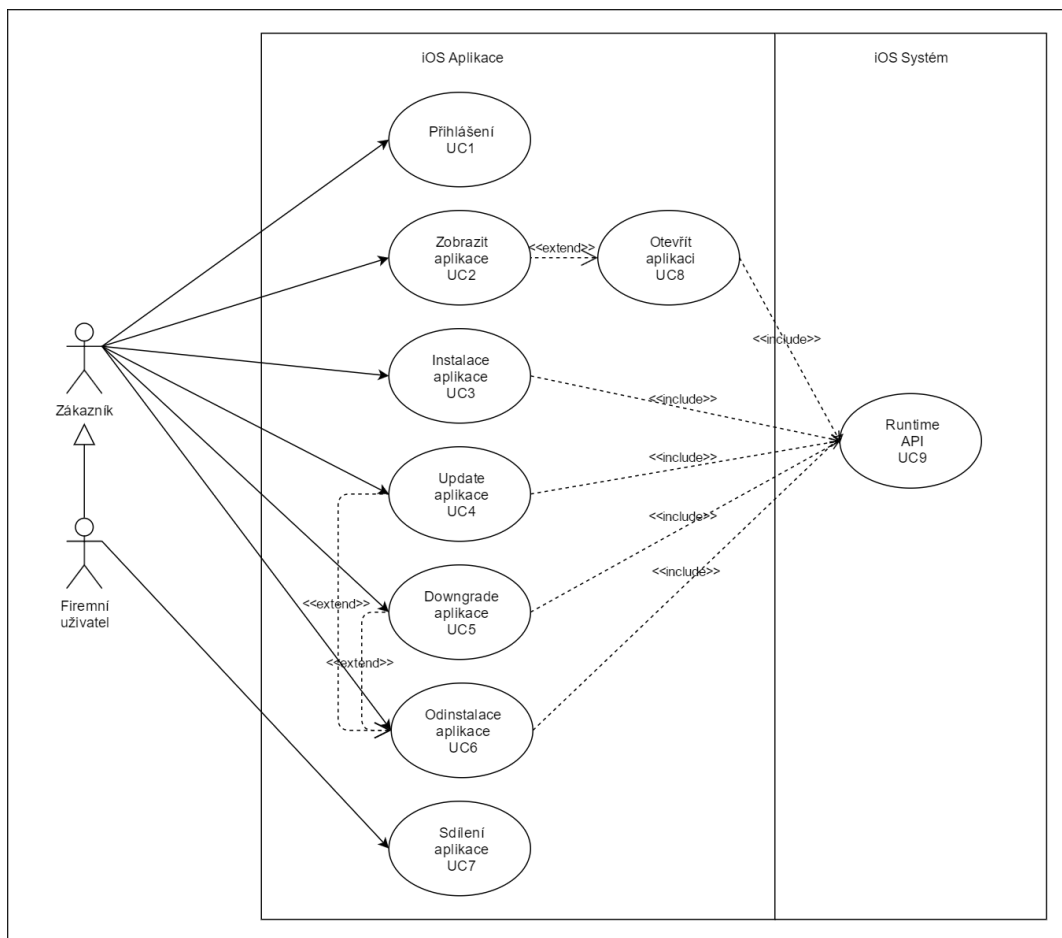 iOS Aplikace
iOS Systém
Přihlášení
UC1
Zobrazit
aplikace
UC2
<<extend>>
Otevřít
aplikaci
UC8
<<include>>
Zákazník
Instalace
aplikace
UC3
<<include>>
Runtime
API
UC9
Update
aplikace
UC4
<<include>>
<<include>>
Firemní
uživatel
<<extend>>
Downgrade
aplikace
UC5
<<include>>
<<extend>>
Odinstalace
aplikace
UC6
Sdílení
aplikace
UC7